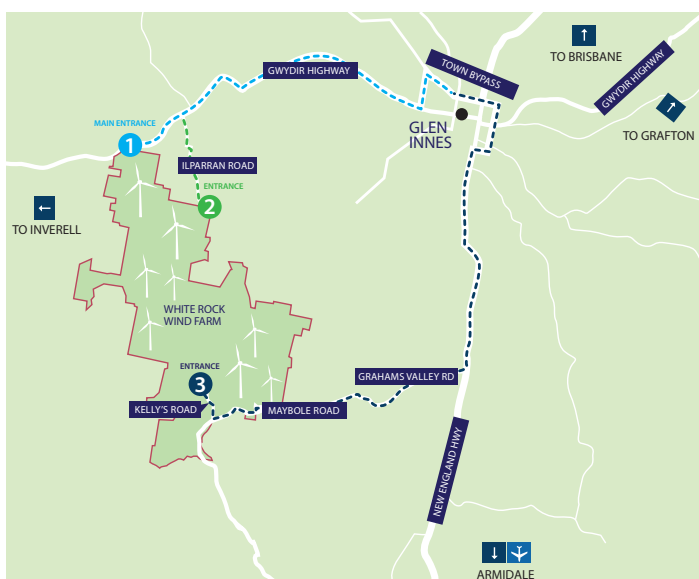 TO BRISBANE
GWYDIR HIGHWAY
TOWN BYPASS
GWYDIR HIGHWAY
TO GRAFTON
GLEN
INNES
MAIN ENTRANCE
1
ILPARRAN ROAD
ENTRANCE
2
TO INVERELL
WHITE ROCK
WIND FARM
ENTRANCE
3
GRAHAMS VALLEY RD
KELLY'S ROAD
MAYBOLE ROAD
NEW ENGLAND HWY
ARMIDALE